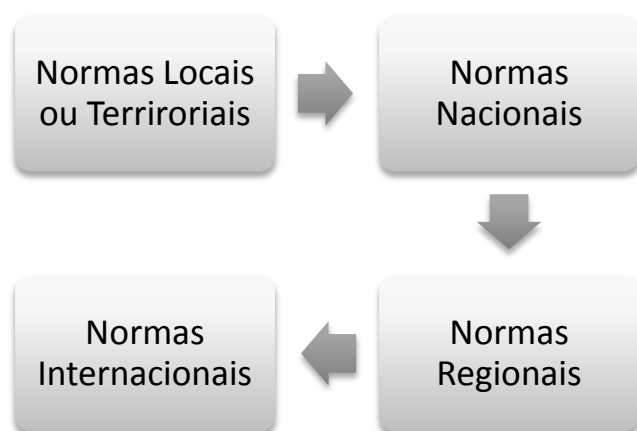 Normas Locais
ou Terriroriais
Normas
Nacionais
Normas
Regionais
Normas
Internacionais